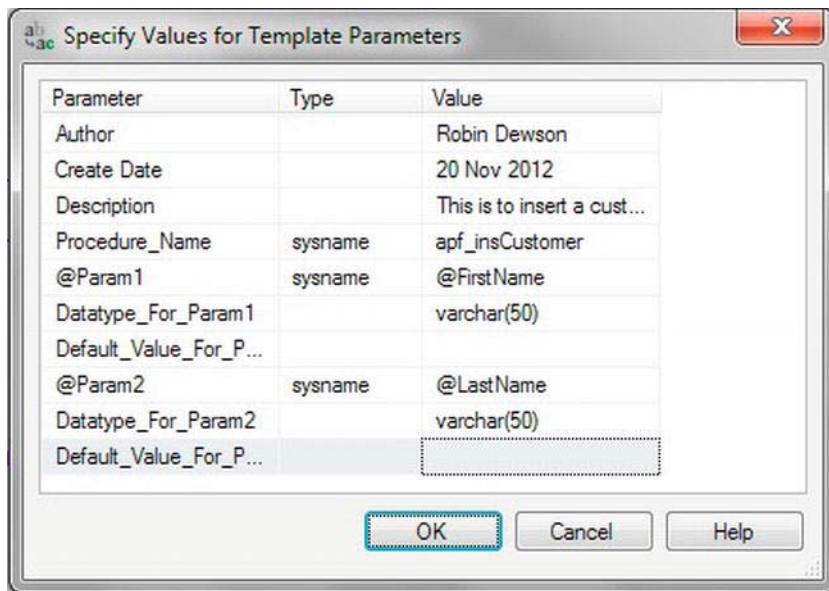 Specify Values for Template Parameters
Parameter Type Value
Author Robin Dewson
Create Date 20 Nov 2012
Description This is to insert a cust...
Procedure_Name sysname apf_insCustomer
@Param1 sysname @FirstName
Datatype_For_Param1 varchar(50)
Default_Value_For_P...
@Param2 sysname @LastName
Datatype_For_Param2 varchar(50)
Default_Value_For_P...
OK Cancel Help